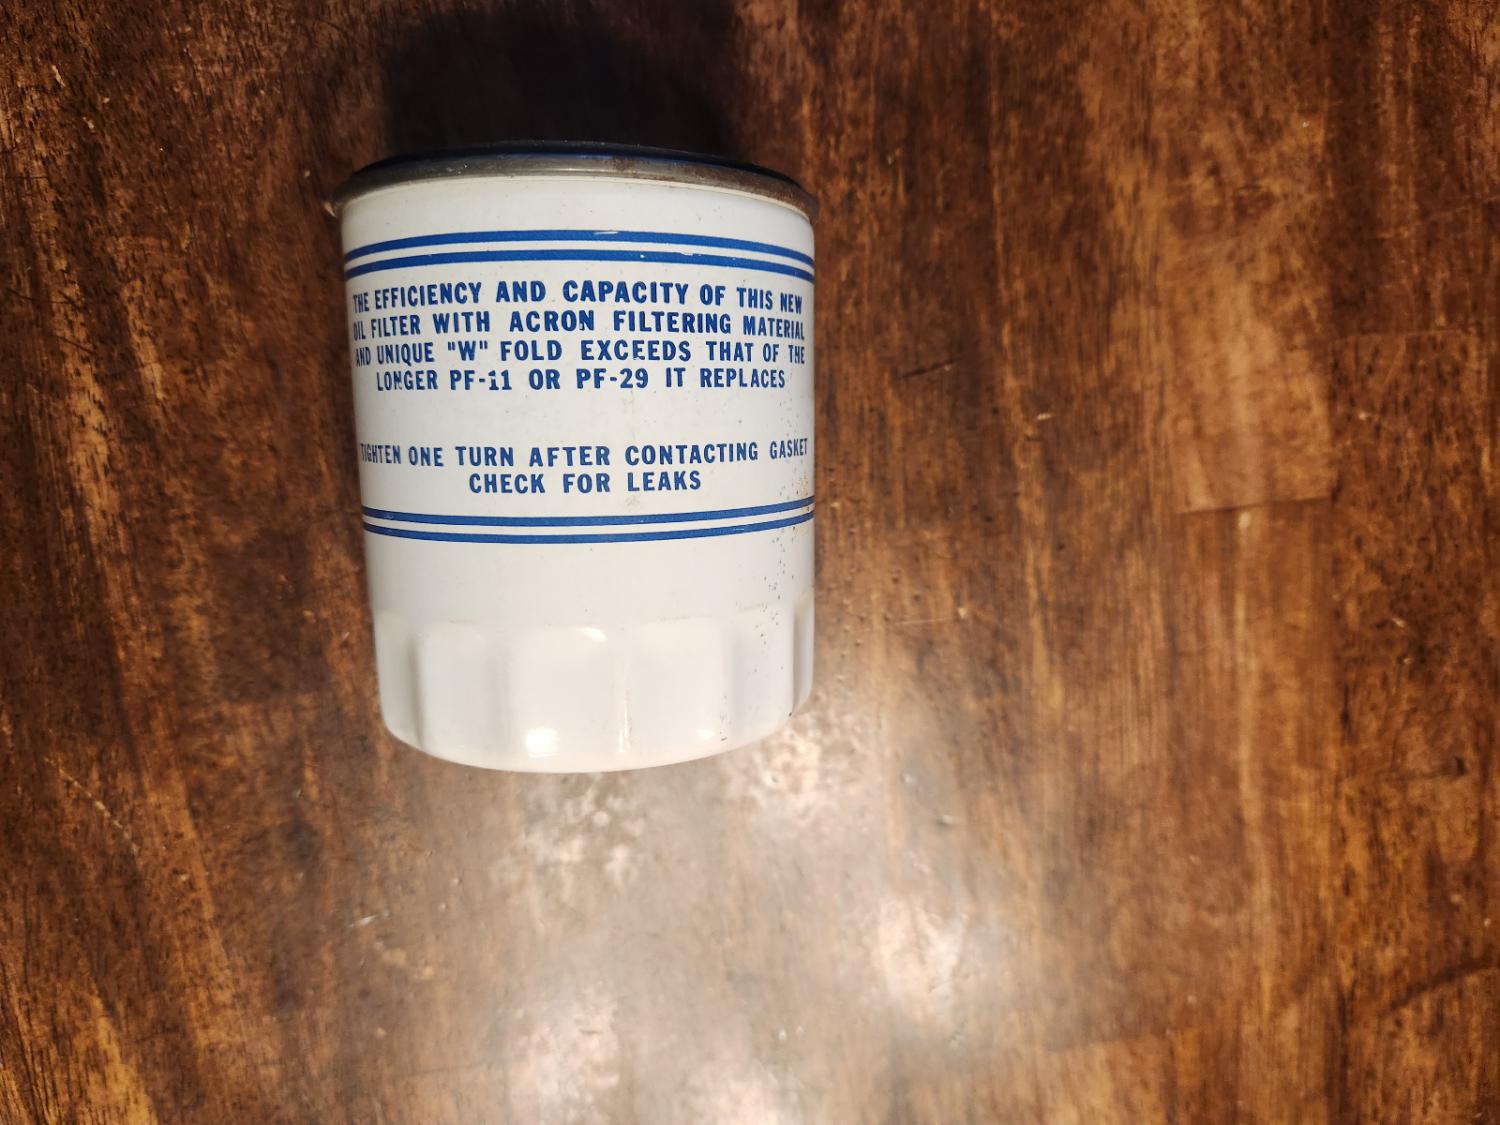 THE EFFICIENCY AND CAPACITY OF THIS NEW
OIL FILTER WITH ACRON FILTERING MATERIAL
AND UNIQUE "W" FOLD EXCEEDS THAT OF THE
LONGER PF-11 OR PF-29 IT REPLACES
TIGHTEN ONE TURN AFTER CONTACTING GASKET
CHECK FOR LEAKS